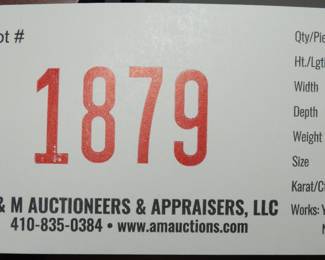 ot #
1879
& M AUCTIONEERS & APPRAISERS, LLC
410-835-0384 • www.amauctions.com
Qty/Pie
Ht./Lgt
Width
Depth
Weight
Size
Karat/C
Works: Y